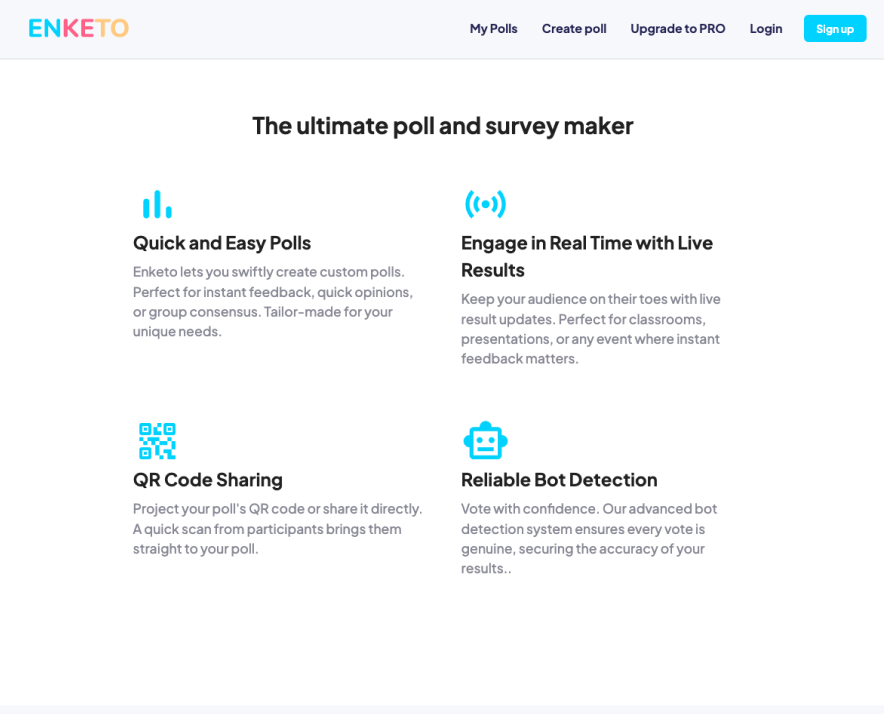 ENKETO My Polls Create poll Upgrade to PRO Login Sign up
The ultimate poll and survey maker
Quick and Easy Polls
Enketo lets you swiftly create custom polls.
Perfect for instant feedback, quick opinions,
or group consensus. Tailor-made for your
unique needs.
Engage in Real Time with Live
Results
Keep your audience on their toes with live
result updates. Perfect for classrooms,
presentations, or any event where instant
feedback matters.
QR Code Sharing
Project your poll's QR code or share it directly.
A quick scan from participants brings them
straight to your poll.
Reliable Bot Detection
Vote with confidence. Our advanced bot
detection system ensures every vote is
genuine, securing the accuracy of your
results..